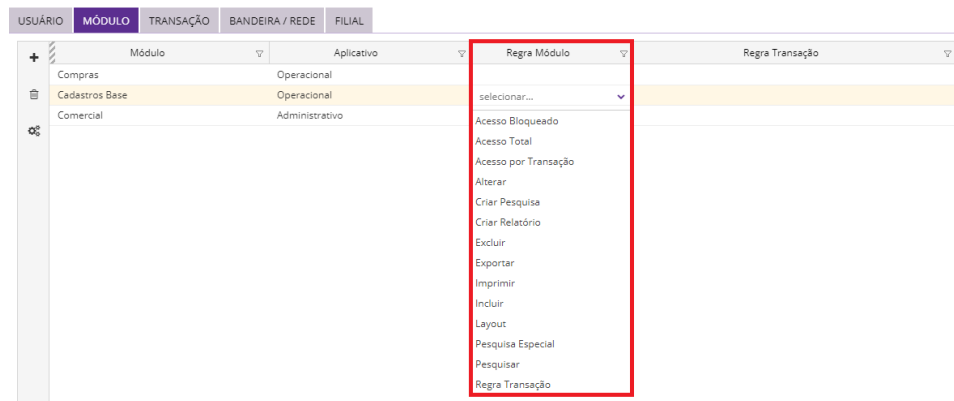 USUÁRIO MÓDULO TRANSAÇÃO BANDEIRA / REDE FILIAL
Módulo Aplicativo Regra Módulo Regra Transação
Compras Operacional
Cadastros Base Operacional selecionar...
Comercial Administrativo
Acesso Bloqueado
Acesso Total
Acesso por Transação
Alterar
Criar Pesquisa
Criar Relatório
Excluir
Exportar
Imprimir
Incluir
Layout
Pesquisa Especial
Pesquisar
Regra Transação